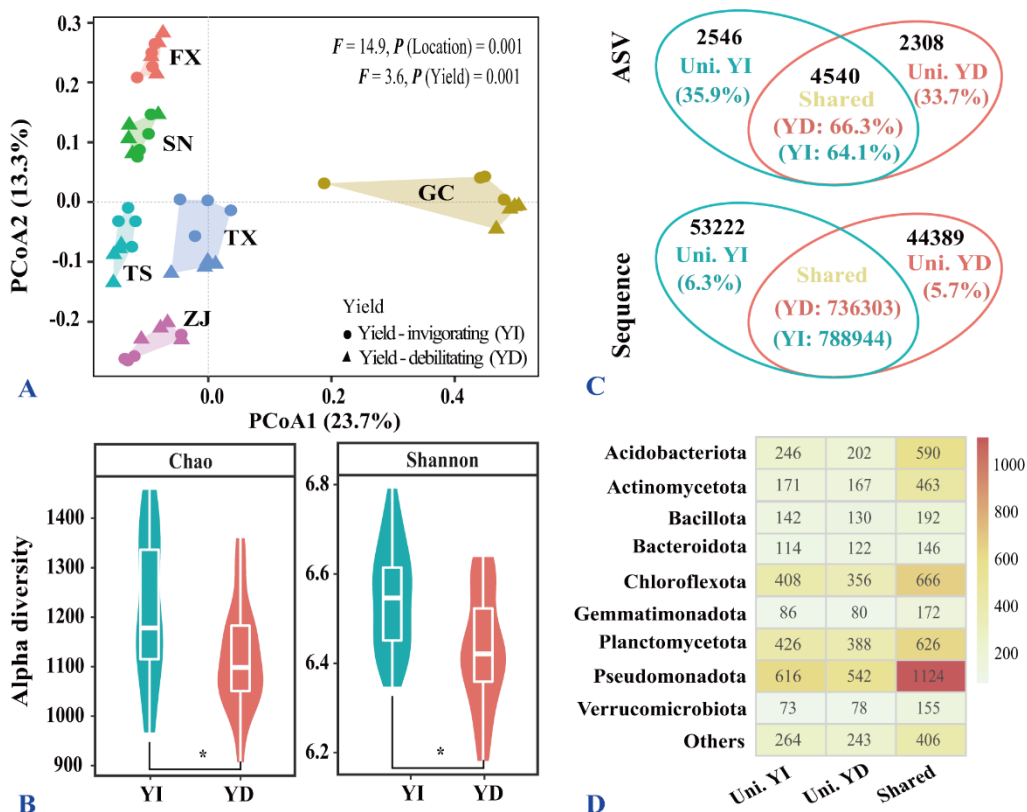 0.3
0.2
0.1
0.0
-0.1
-0.2
PCoA2 (13.3%)
F = 14.9, P (Location) = 0.001
F = 3.6, P (Yield) = 0.001
FX
SN
TS
TX
ZJ
GC
Yield
Yield - invigorating (YI)
Yield - debilitating (YD)
0.0
0.2
0.4
PCoA1 (23.7%)
A
ASV
2546
Uni. YI
(35.9%)
4540
Shared
(YD: 66.3%)
(YI: 64.1%)
2308
Uni. YD
(33.7%)
Sequence
53222
Uni. YI
(6.3%)
Shared
(YD: 736303)
(YI: 788944)
44389
Uni. YD
(5.7%)
C
Alpha diversity
Chao
1400
1300
1200
1100
1000
900
*
YI
YD
Shannon
6.8
6.6
6.4
6.2
*
YI
YD
B
Acidobacteriota 246 202 590
Actinomycetota 171 167 463
Bacillota 142 130 192
Bacteroidota 114 122 146
Chloroflexota 408 356 666
Gemmatimonadota 86 80 172
Planctomycetota 426 388 626
Pseudomonadota 616 542 1124
Verrucomicrobiota 73 78 155
Others 264 243 406
Uni. YI
Uni. YD
Shared
1000
800
600
400
200
D